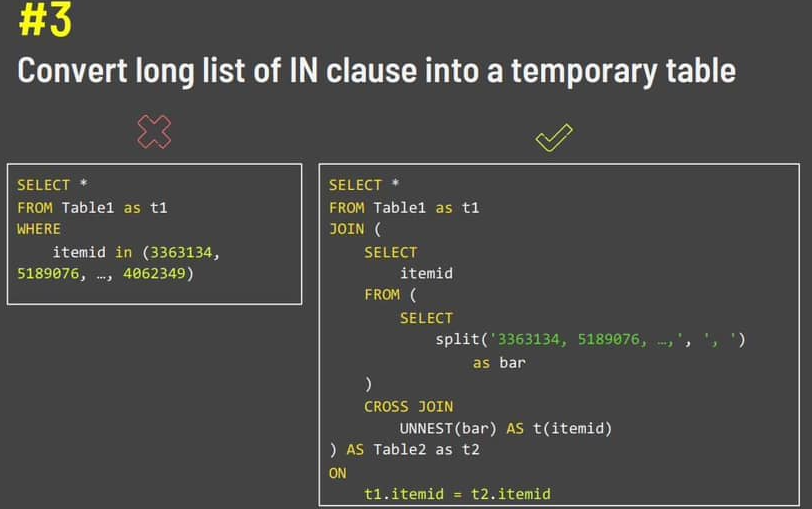 #3
Convert long list of IN clause into a temporary table
SELECT *
FROM Table1 as t1
WHERE
itemid in (3363134,
5189076, …, 4062349)
SELECT *
FROM Table1 as t1
JOIN (
SELECT
itemid
FROM (
SELECT
split('3363134, 5189076, …,', ', ')
as bar
)
CROSS JOIN
UNNEST(bar) AS t(itemid)
) AS Table2 as t2
ON
t1.itemid = t2.itemid